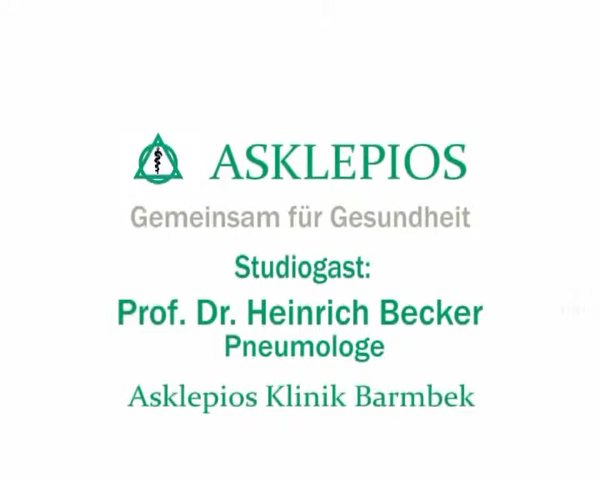 ASKLEPIOS
Gemeinsam für Gesundheit
Studiogast:
Prof. Dr. Heinrich Becker
Pneumologe
Asklepios Klinik Barmbek